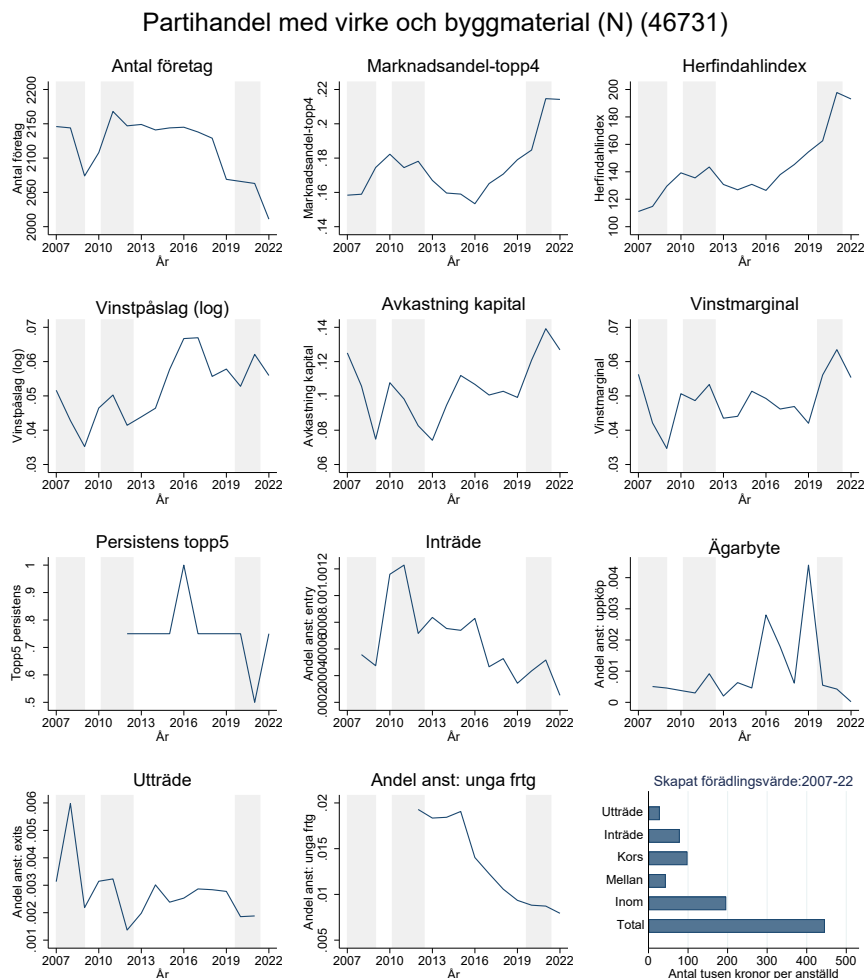 Partihandel med virke och byggmaterial (N) (46731)
Antal företag
Antal företag
2000 2050 2100 2150 2200
2007 2010 2013 2016 2019 2022
År
Marknadsandel-topp4
Marknadsandel-topp4
.14 .16 .18 .2 .22
2007 2010 2013 2016 2019 2022
År
Herfindahlindex
Herfindahlindex
100 120 140 160 180 200
2007 2010 2013 2016 2019 2022
År
Vinstpåslag (log)
Vinstpåslag (log)
.03 .04 .05 .06 .07
2007 2010 2013 2016 2019 2022
År
Avkastning kapital
Avkastning kapital
.06 .08 .1 .12 .14
2007 2010 2013 2016 2019 2022
År
Vinstmarginal
Vinstmarginal
.03 .04 .05 .06 .07
2007 2010 2013 2016 2019 2022
År
Persistens topp5
Topp5 persistens
.5 .6 .7 .8 .9 1
2007 2010 2013 2016 2019 2022
År
Inträde
Andel anst: entry
.0002.0004.0006.0008.001.0012
2007 2010 2013 2016 2019 2022
År
Ägarbyte
Andel anst: uppköp
0 .001 .002 .003 .004
2007 2010 2013 2016 2019 2022
År
Utträde
Andel anst: exits
.001 .002 .003 .004 .005 .006
2007 2010 2013 2016 2019 2022
År
Andel anst: unga frtg
Andel anst: unga frtg
.005 .01 .015 .02
2007 2010 2013 2016 2019 2022
År
Skapat förädlingsvärde:2007-22
Utträde
Inträde
Kors
Mellan
Inom
Total
0 100 200 300 400 500
Antal tusen kronor per anställd